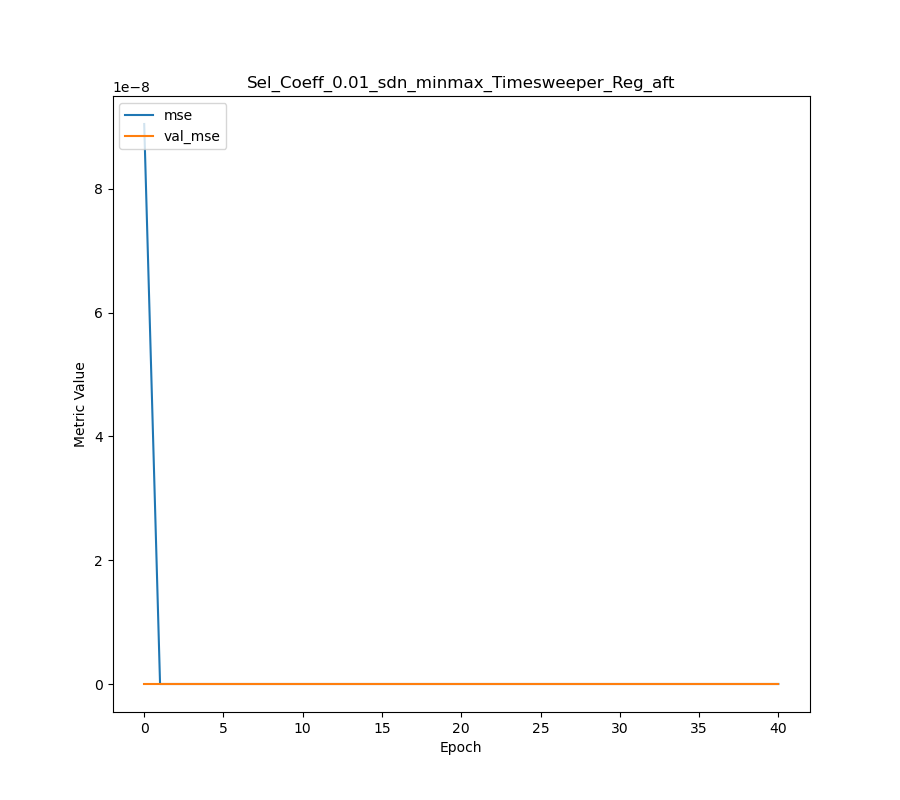 Sel_Coeff_0.01_sdn_minmax_Timesweeper_Reg_aft
1e−8
mse
val_mse
8
6
4
2
0
Metric Value
0 5 10 15 20 25 30 35 40
Epoch